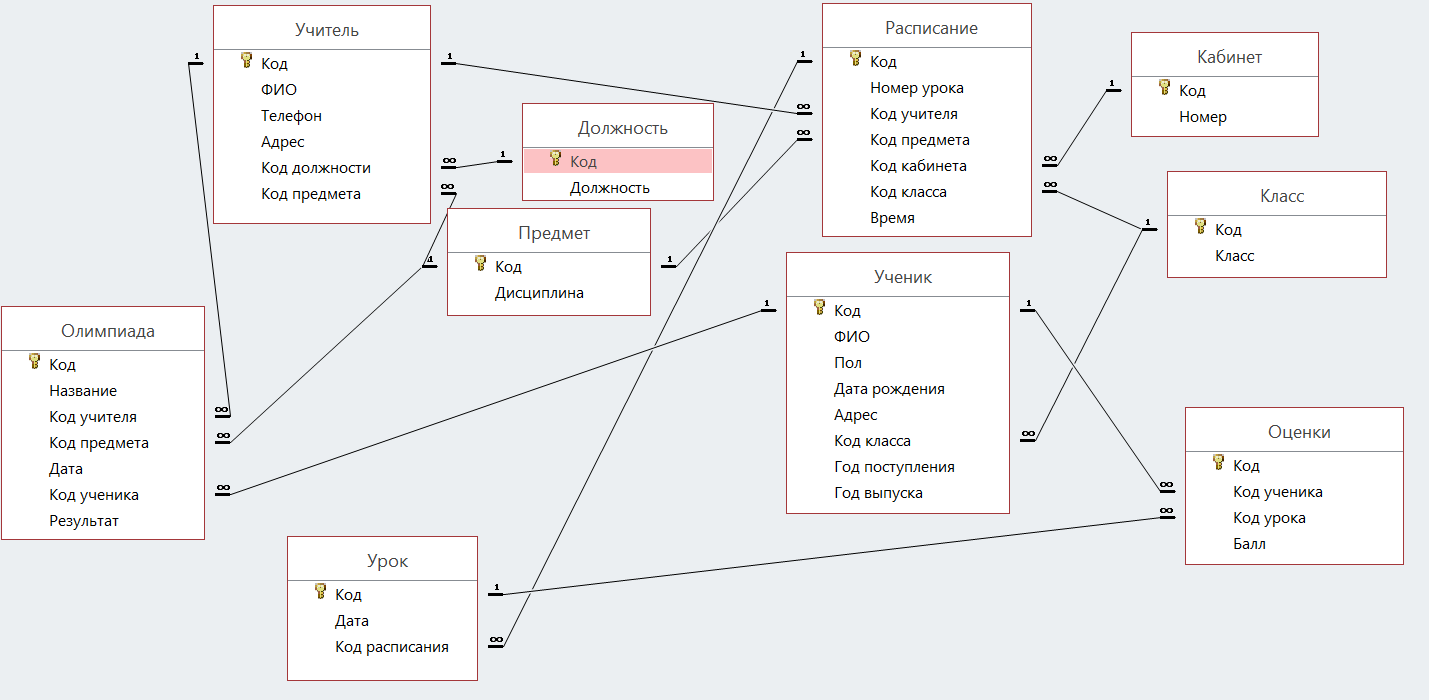 Учитель
Код
ФИО
Телефон
Адрес
Код должности
Код предмета
Должность
Код
Должность
Предмет
Код
Дисциплина
Расписание
Код
Номер урока
Код учителя
Код предмета
Код кабинета
Код класса
Время
Кабинет
Код
Номер
Класс
Код
Класс
Ученик
Код
ФИО
Пол
Дата рождения
Адрес
Код класса
Год поступления
Год выпуска
Олимпиада
Код
Название
Код учителя
Код предмета
Дата
Код ученика
Результат
Урок
Код
Дата
Код расписания
Оценки
Код
Код ученика
Код урока
Балл
1
1
1
∞
∞
∞
∞
1
1
1
1
∞
∞
1
1
1
∞
∞
∞
∞
∞
∞
1
∞